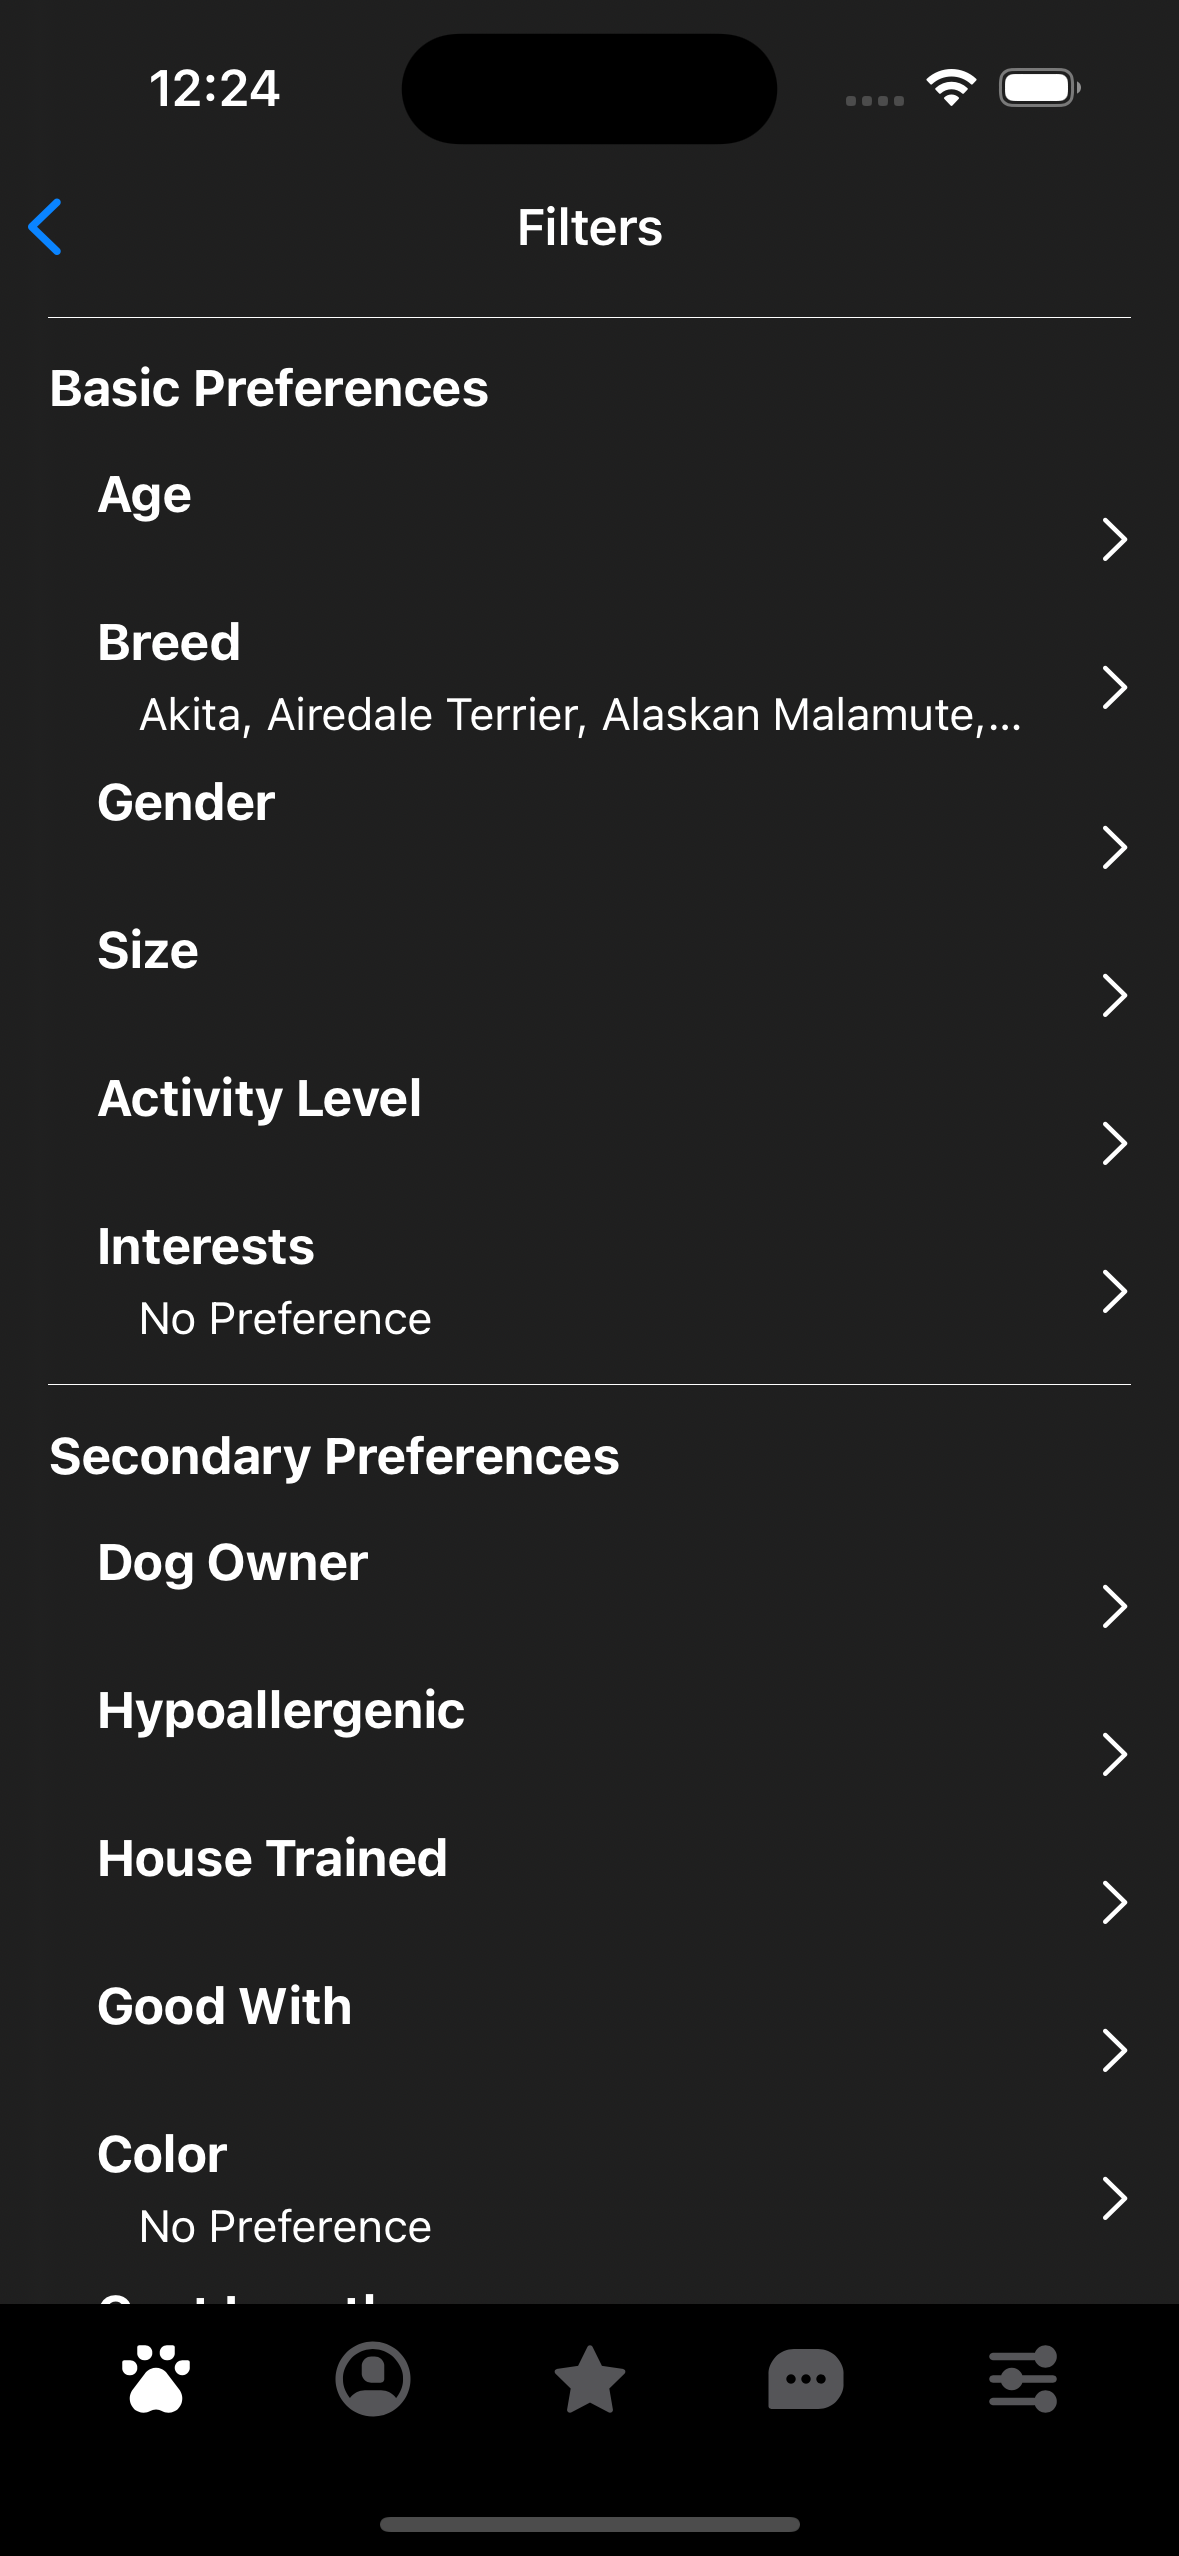 12:24
Filters
Basic Preferences
Age
Breed
Akita, Airedale Terrier, Alaskan Malamute,...
Gender
Size
Activity Level
Interests
No Preference
Secondary Preferences
Dog Owner
Hypoallergenic
House Trained
Good With
Color
No Preference